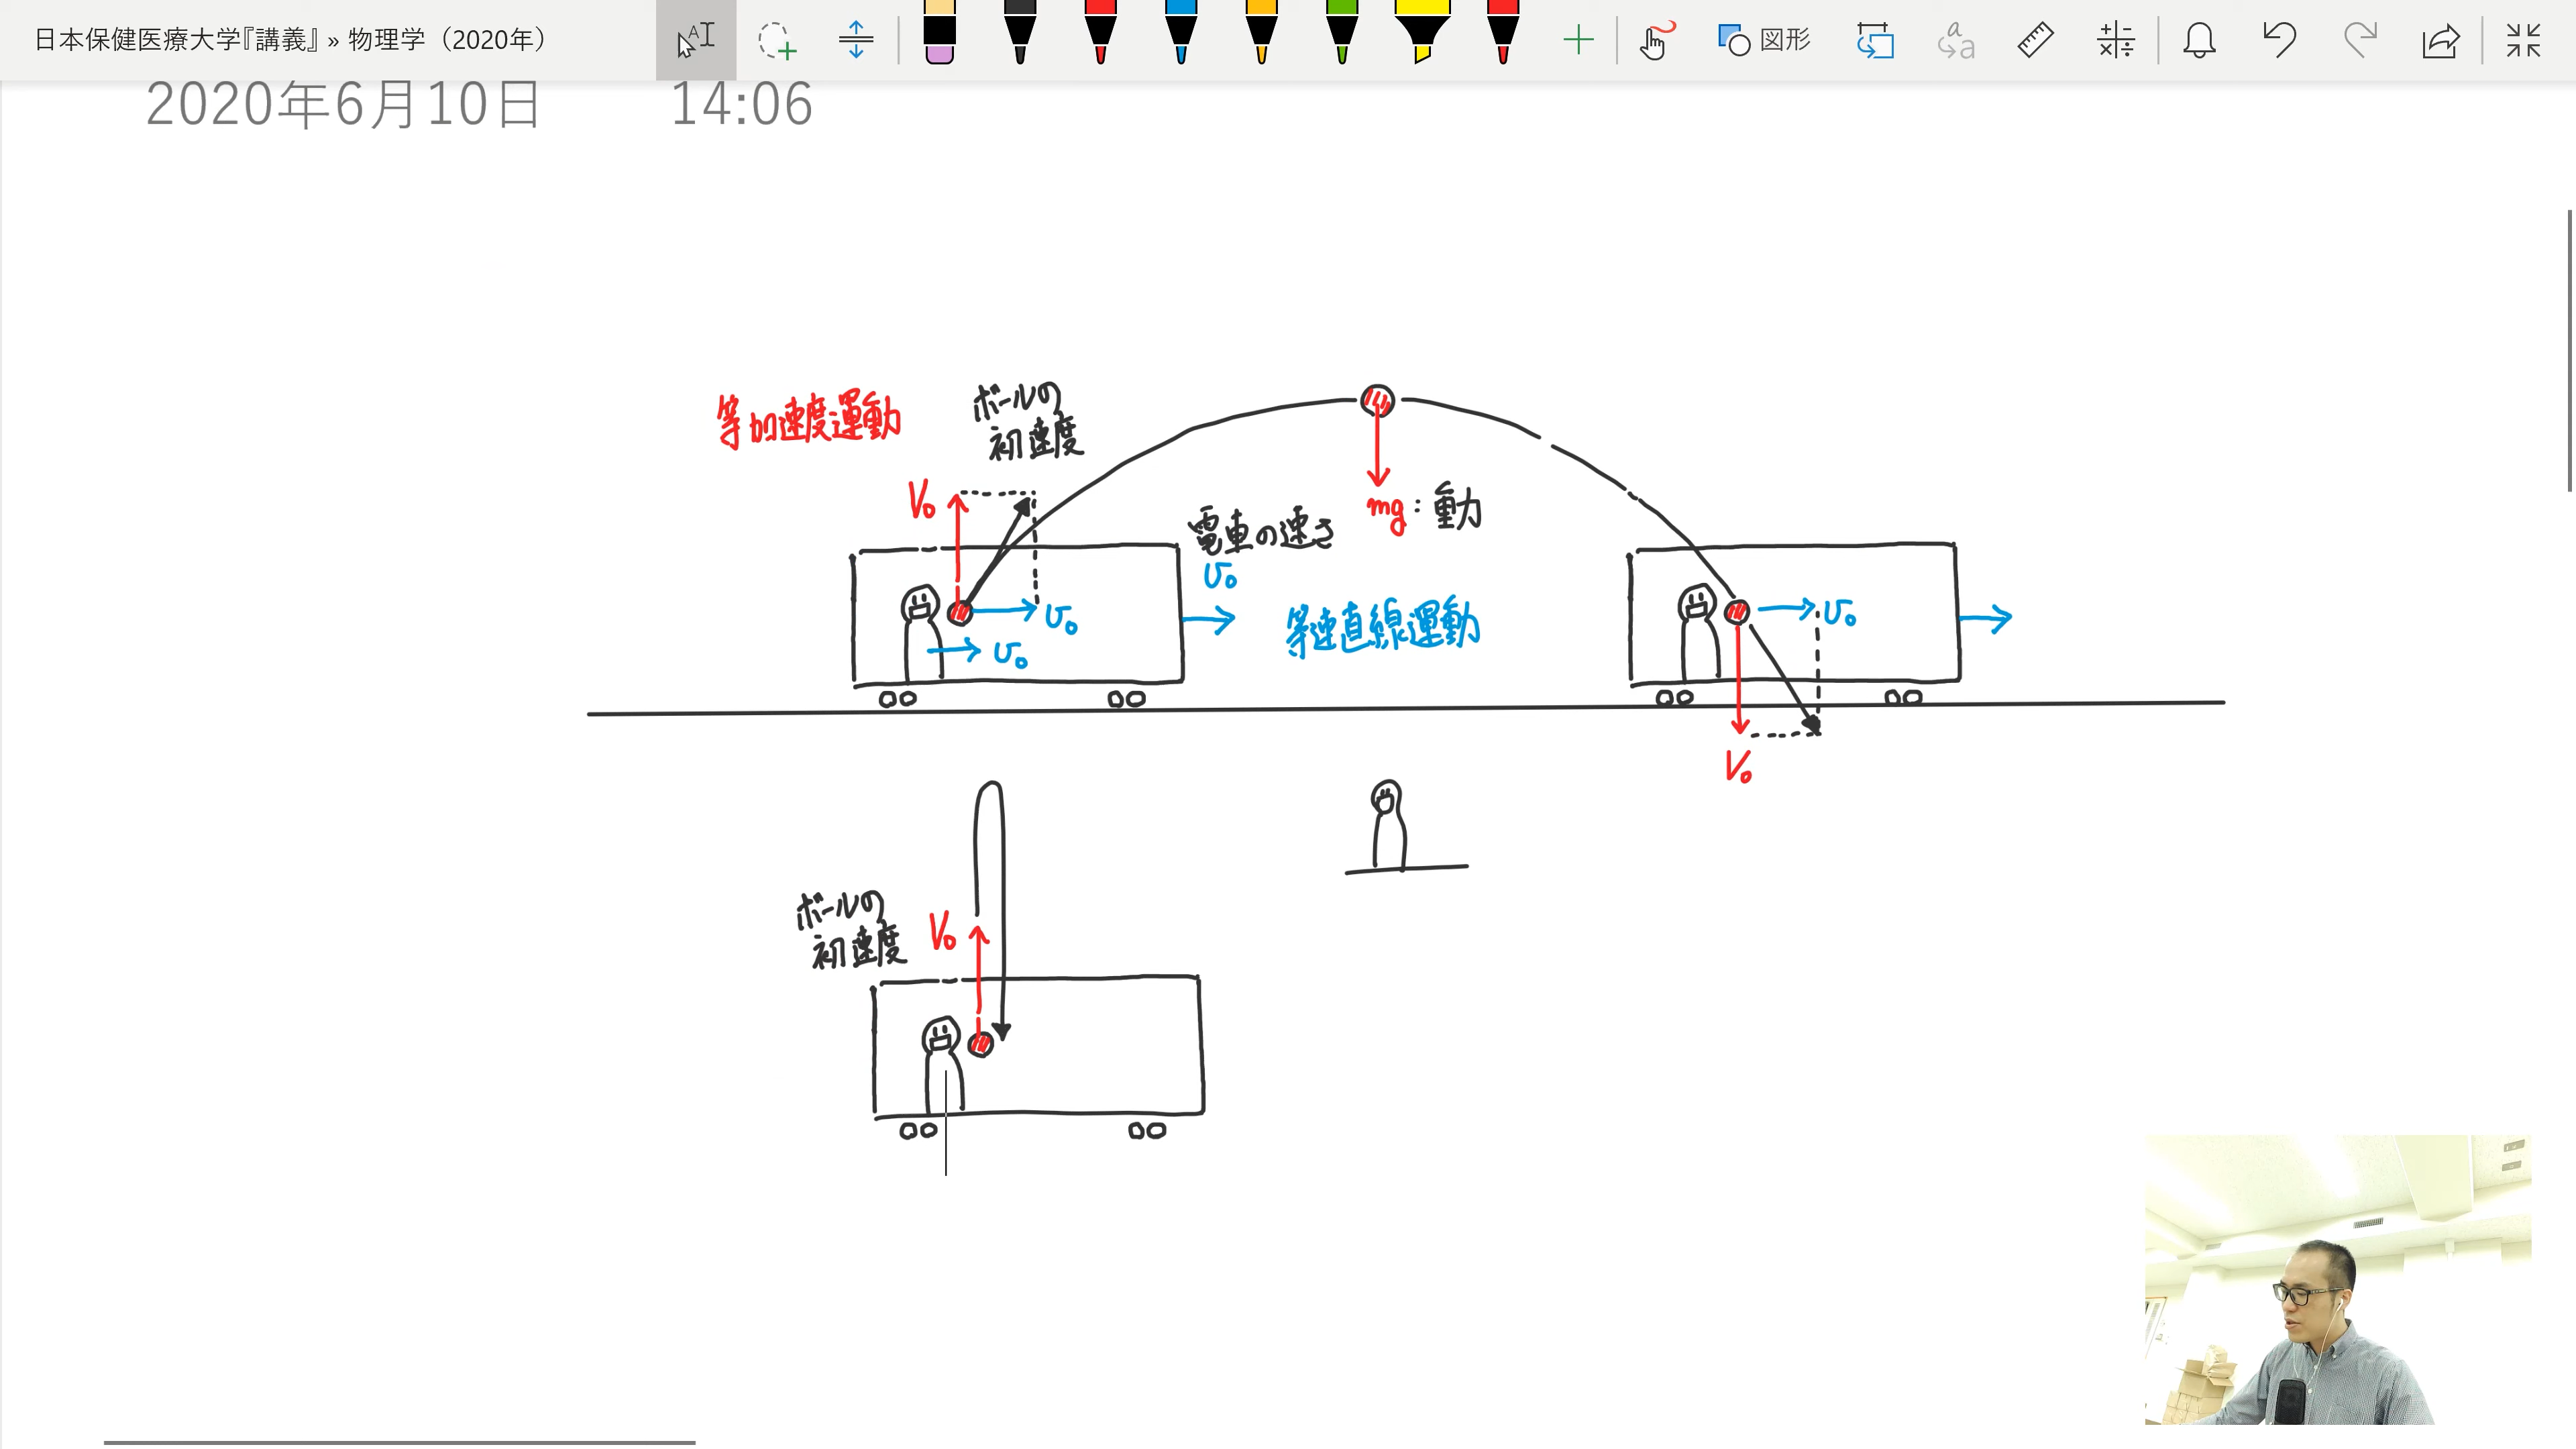 日本保健医療大学『講義』 » 物理学（2020年）
図形
2020年6月10日 14:06
等加速度運動
ボールの
初速度
V₀
電車の速さ
v₀
mg：動力
等速直線運動
v₀
v₀
v₀
V₀
ボールの
初速度
V₀